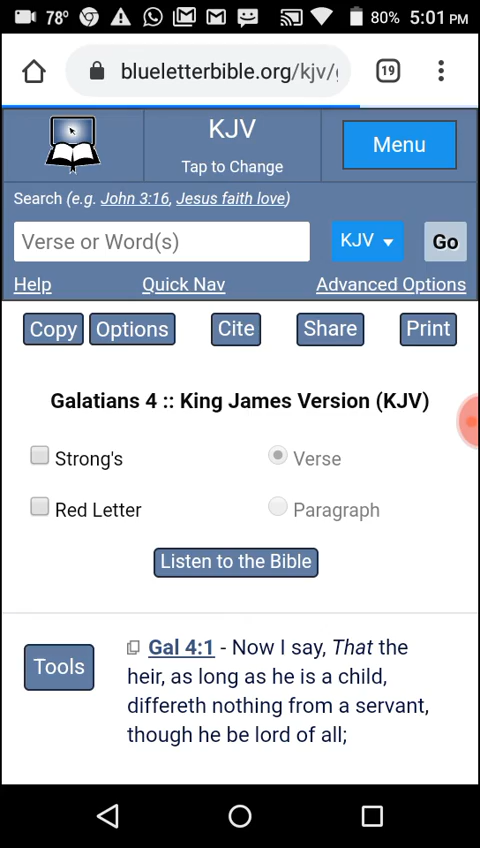 78° 80% 5:01 PM
blueletterbible.org/kjv/g 19
KJV
Tap to Change
Menu
Search (e.g. John 3:16, Jesus faith love)
Verse or Word(s) KJV Go
Help Quick Nav Advanced Options
Copy Options Cite Share Print
Galatians 4 :: King James Version (KJV)
Strong's Verse
Red Letter Paragraph
Listen to the Bible
Tools
Gal 4:1 - Now I say, That the
heir, as long as he is a child,
differeth nothing from a servant,
though he be lord of all;